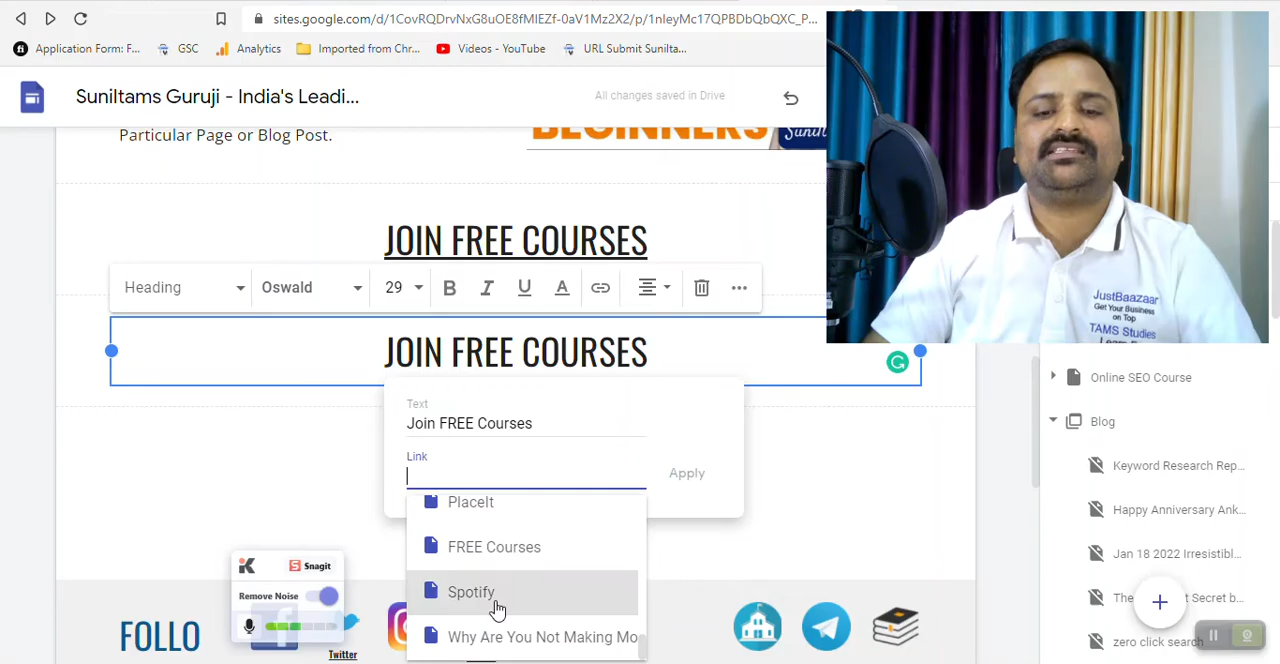 sites.google.com/d/1CovRQDrvNxG8uOE8fMIEZf-0aV1Mz2X2/p/1nIeyMc17QPBDbQbQXC_P...
Application Form: F...
GSC
Analytics
Imported from Chr...
Videos - YouTube
URL Submit Sunilta...
Suniltams Guruji - India's Leadi...
All changes saved in Drive
Particular Page or Blog Post.
BEGINNERS
JOIN FREE COURSES
Heading
Oswald
29
JOIN FREE COURSES
Text
Join FREE Courses
Link
Apply
PlaceIt
FREE Courses
Spotify
Why Are You Not Making Mo
Snagit
Remove Noise
FOLLO
Twitter
JustBaazaar
Get Your Business
on Top
TAMS Studies
Online SEO Course
Blog
Keyword Research Rep...
Happy Anniversary Ank...
Jan 18 2022 Irresistibl...
The
t Secret b...
zero click search